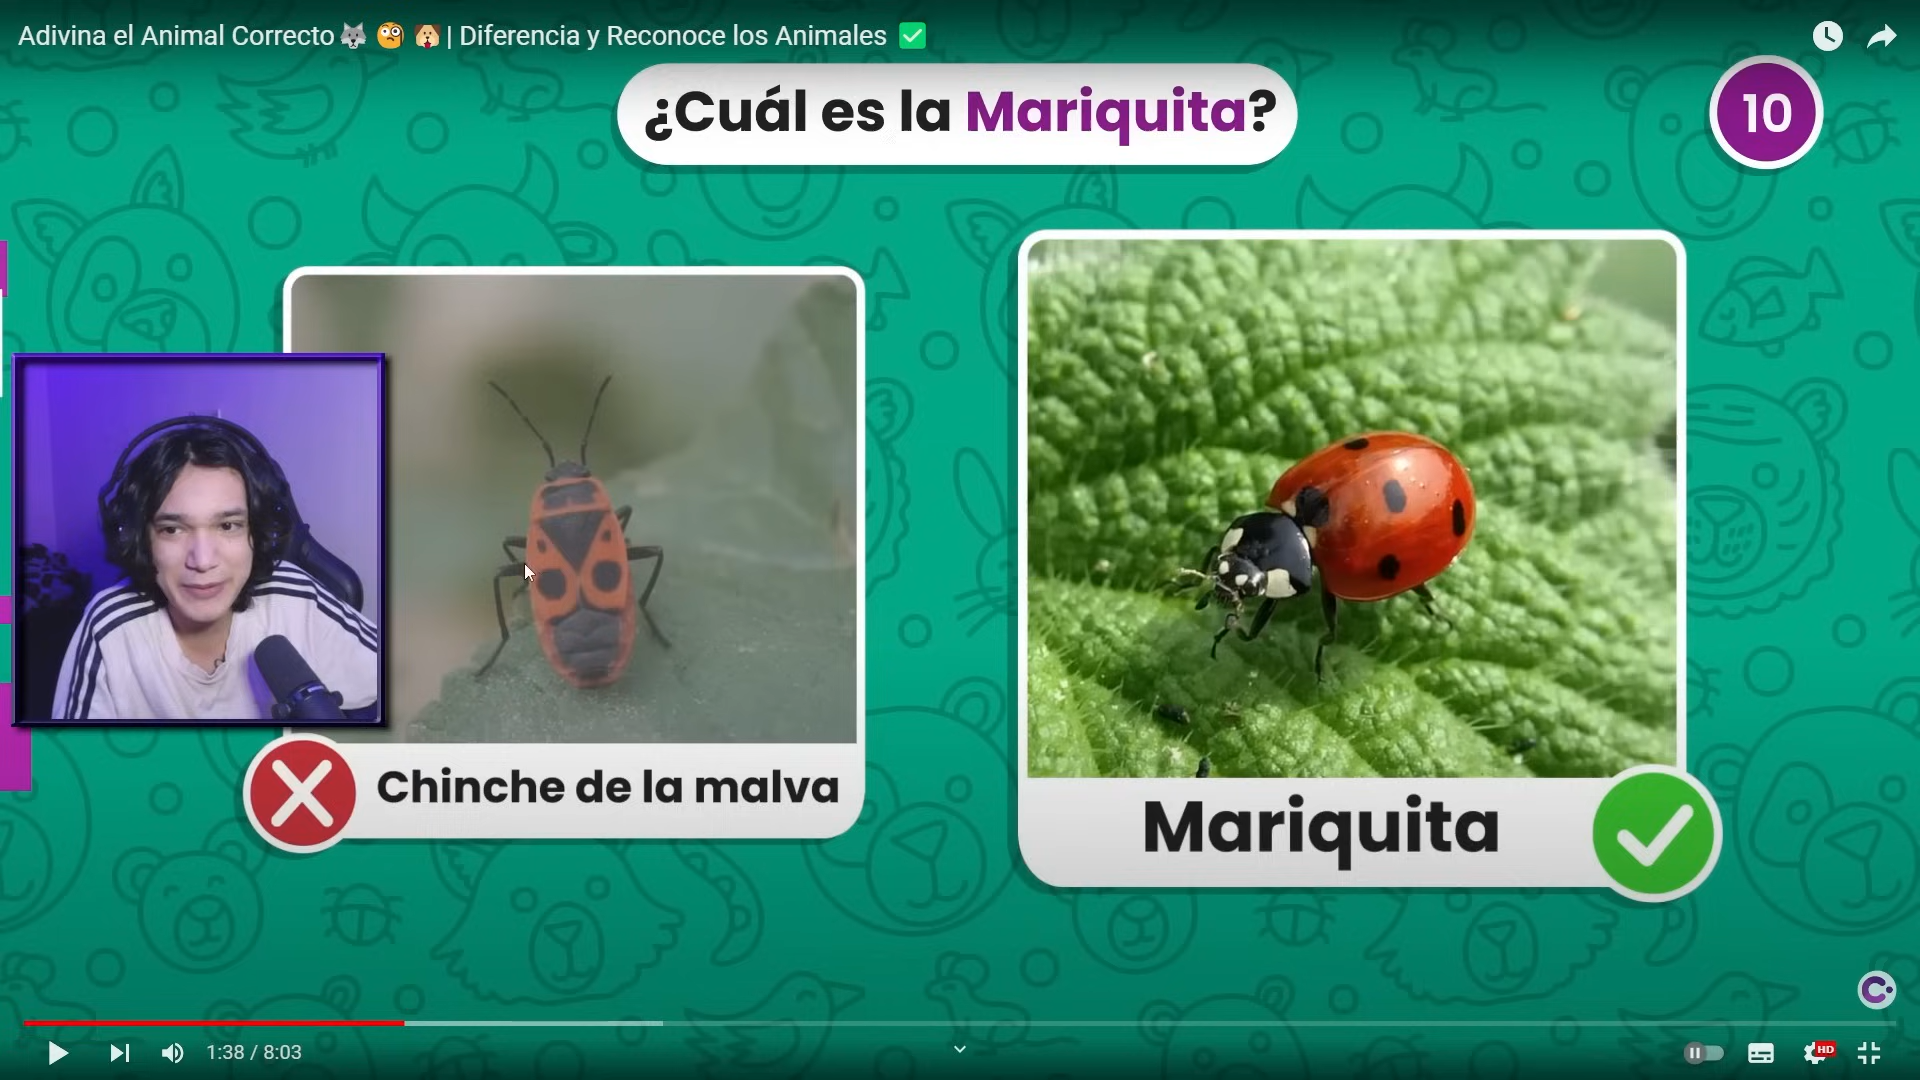 Adivina el Animal Correcto🐺 🧐 🐶 | Diferencia y Reconoce los Animales ✅
¿Cuál es la Mariquita?
10
Chinche de la malva
Mariquita
1:38 / 8:03
HD